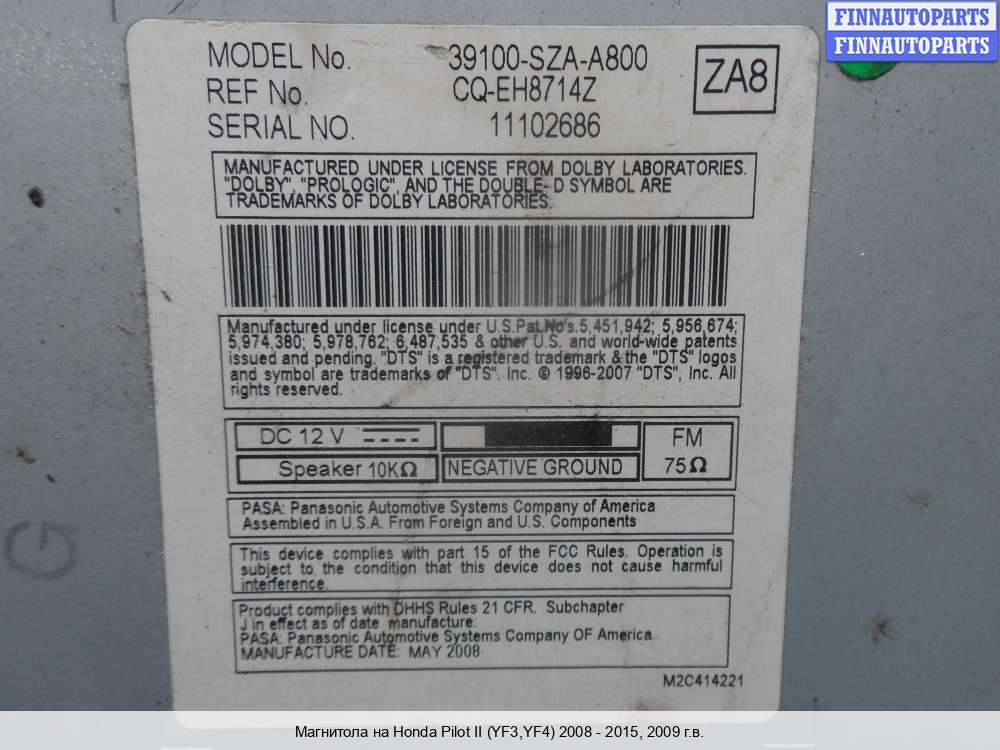 FINNAUTOPARTS
FINNAUTOPARTS
MODEL No. 39100-SZA-A800
REF No. CQ-EH8714Z
SERIAL NO. 11102686
ZA8
MANUFACTURED UNDER LICENSE FROM DOLBY LABORATORIES.
"DOLBY", "PROLOGIC", AND THE DOUBLE-D SYMBOL ARE
TRADEMARKS OF DOLBY LABORATORIES.
Manufactured under license under U.S.Pat.No's.5,451,942; 5,956,674;
5,974,380; 5,978,762; 6,487,535 & other U.S. and world-wide patents
issued and pending. "DTS" is a registered trademark & the "DTS" logos
and symbol are trademarks of "DTS". Inc. © 1996-2007 "DTS", Inc. All
rights reserved.
DC 12 V
Speaker 10KΩ
NEGATIVE GROUND
FM
75Ω
PASA: Panasonic Automotive Systems Company of America
Assembled in U.S.A. From Foreign and U.S. Components
This device complies with part 15 of the FCC Rules. Operation is
subject to the condition that this device does not cause harmful
interference.
Product complies with DHHS Rules 21 CFR. Subchapter
J in effect as of date manufacture.
PASA: Panasonic Automotive Systems Company OF America
MANUFACTURE DATE: MAY 2008
M2C414221
G
Магнитола на Honda Pilot II (YF3,YF4) 2008 - 2015, 2009 г.в.